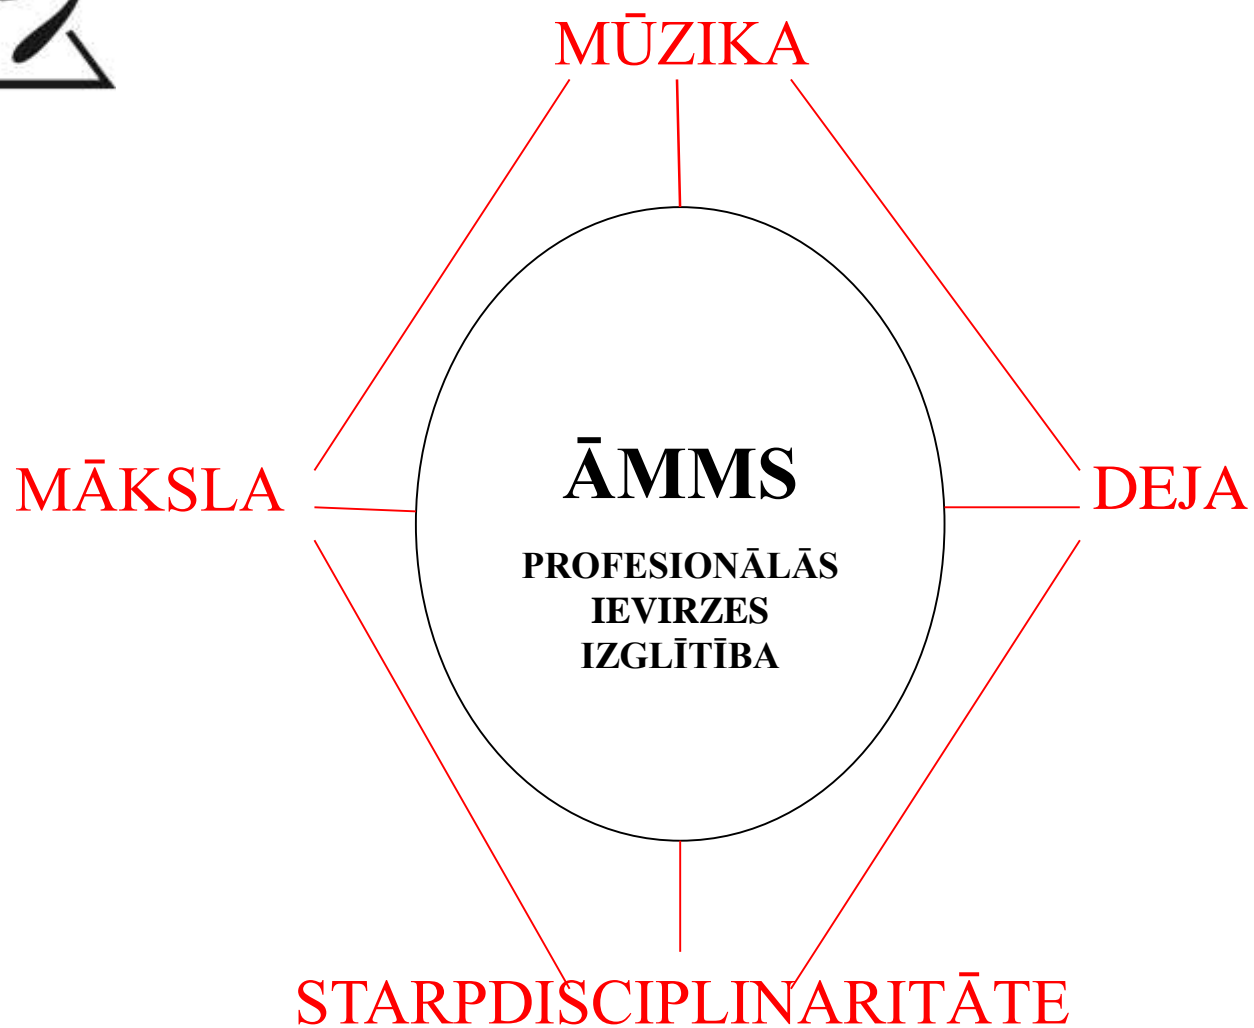 MŪZIKA
MĀKSLA
ĀMMS
DEJA
PROFESIONĀLĀS
IEVIRZES
IZGLĪTĪBA
STARPDISCIPLINARITĀTE